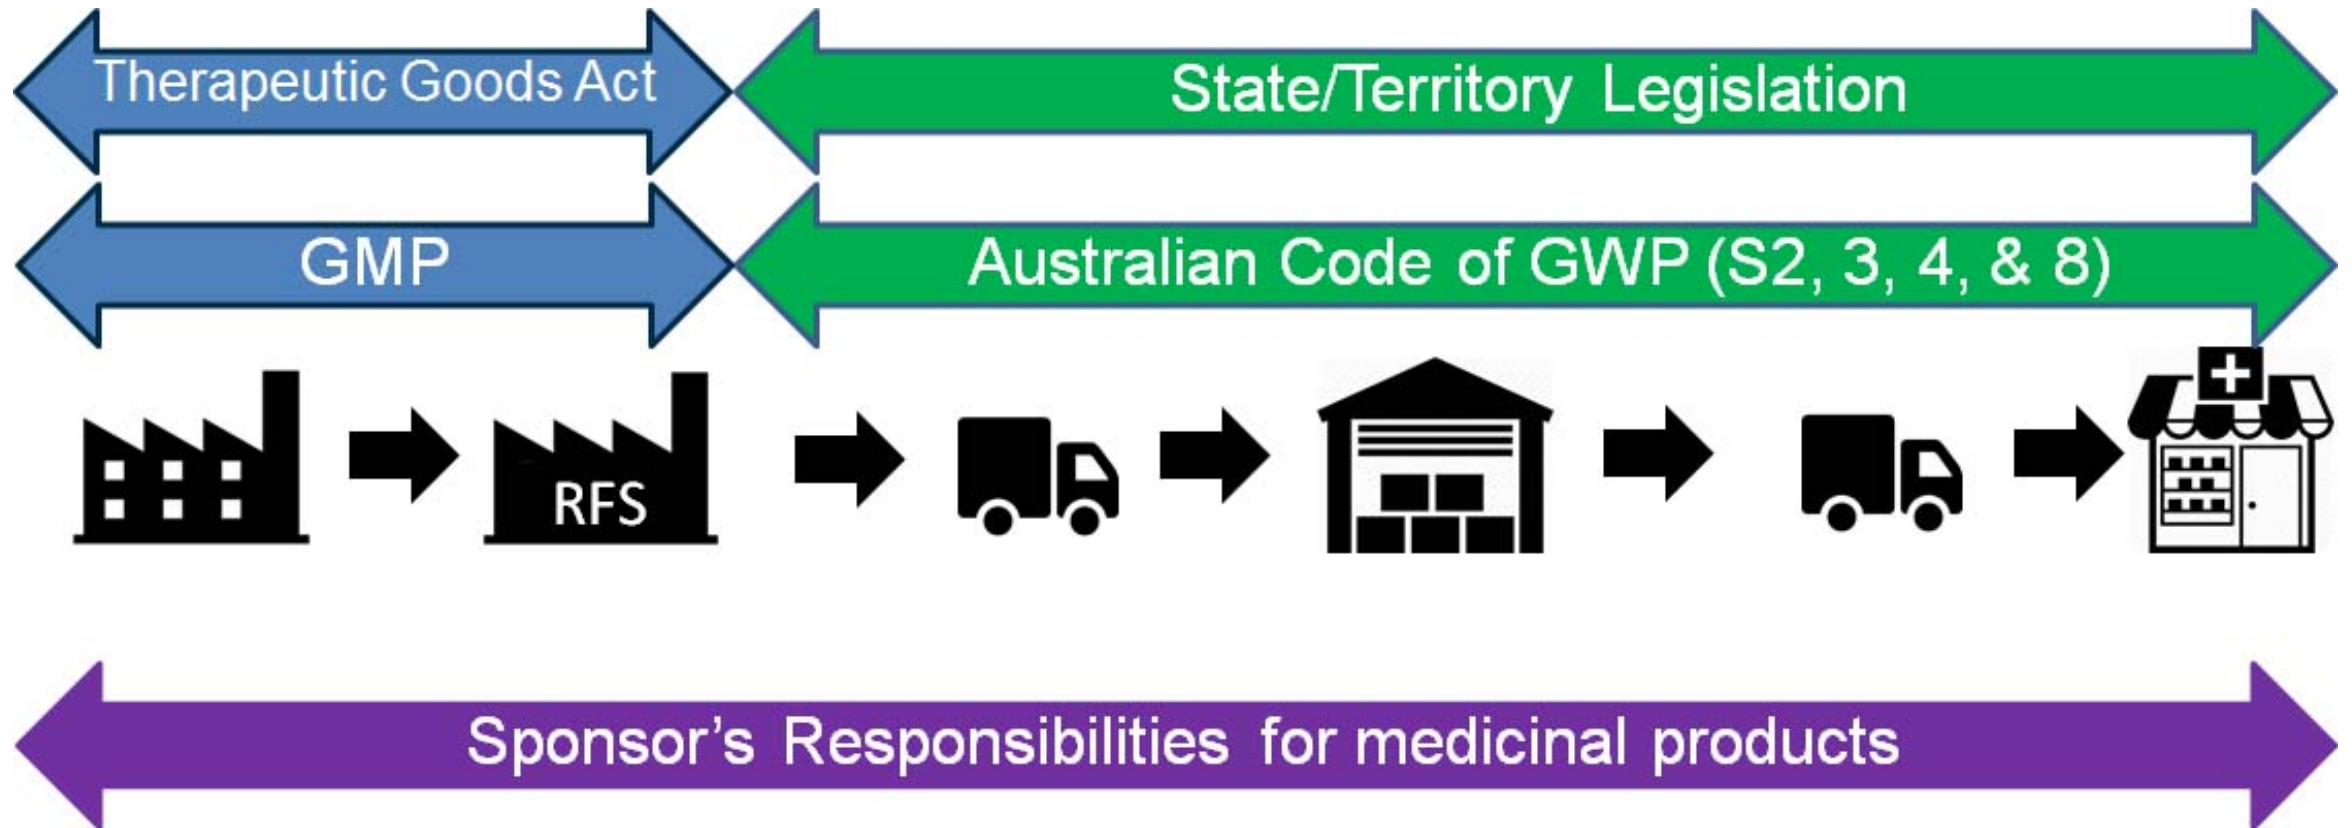 Therapeutic Goods Act
State/Territory Legislation
GMP
Australian Code of GWP (S2, 3, 4, & 8)
RFS
Sponsor’s Responsibilities for medicinal products